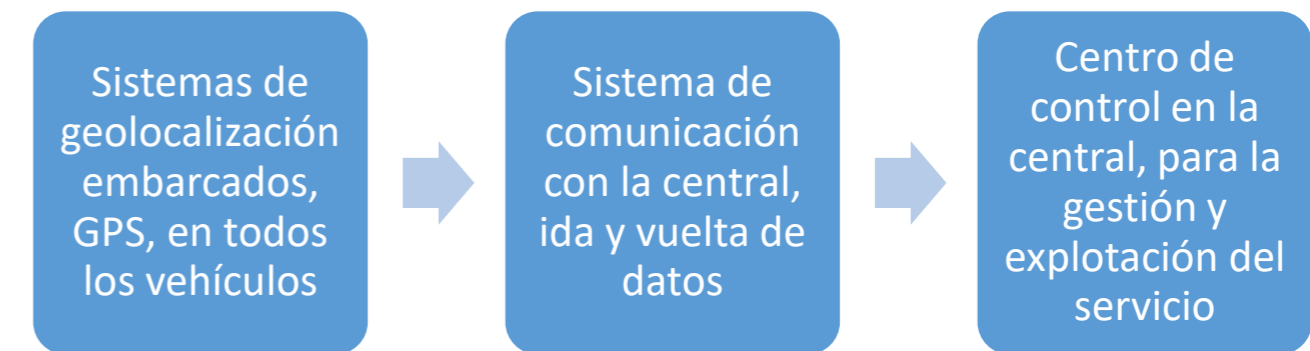 Sistemas de
geolocalización
embarcados,
GPS, en todos
los vehículos
Sistema de
comunicación
con la central,
ida y vuelta de
datos
Centro de
control en la
central, para la
gestión y
explotación del
servicio